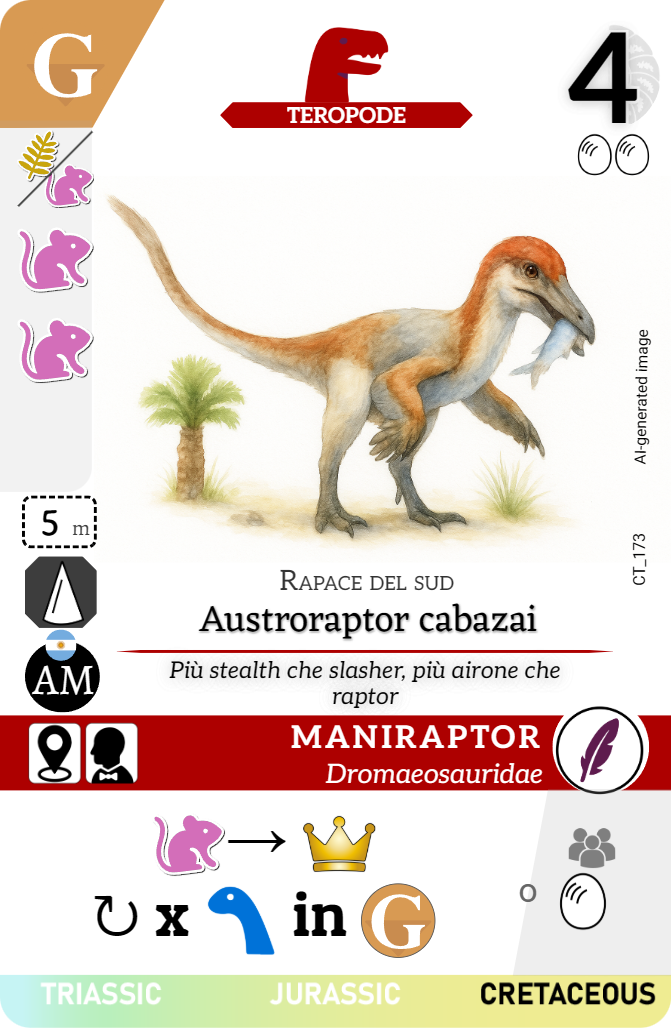 G
TEROPODE
4
AI-generated image
CT_173
5 m
AM
Rapace del sud
Austroraptor cabazai
Più stealth che slasher, più airone che
raptor
MANIRAPTOR
Dromaeosauridae
x in G
o
TRIASSIC JURASSIC CRETACEOUS